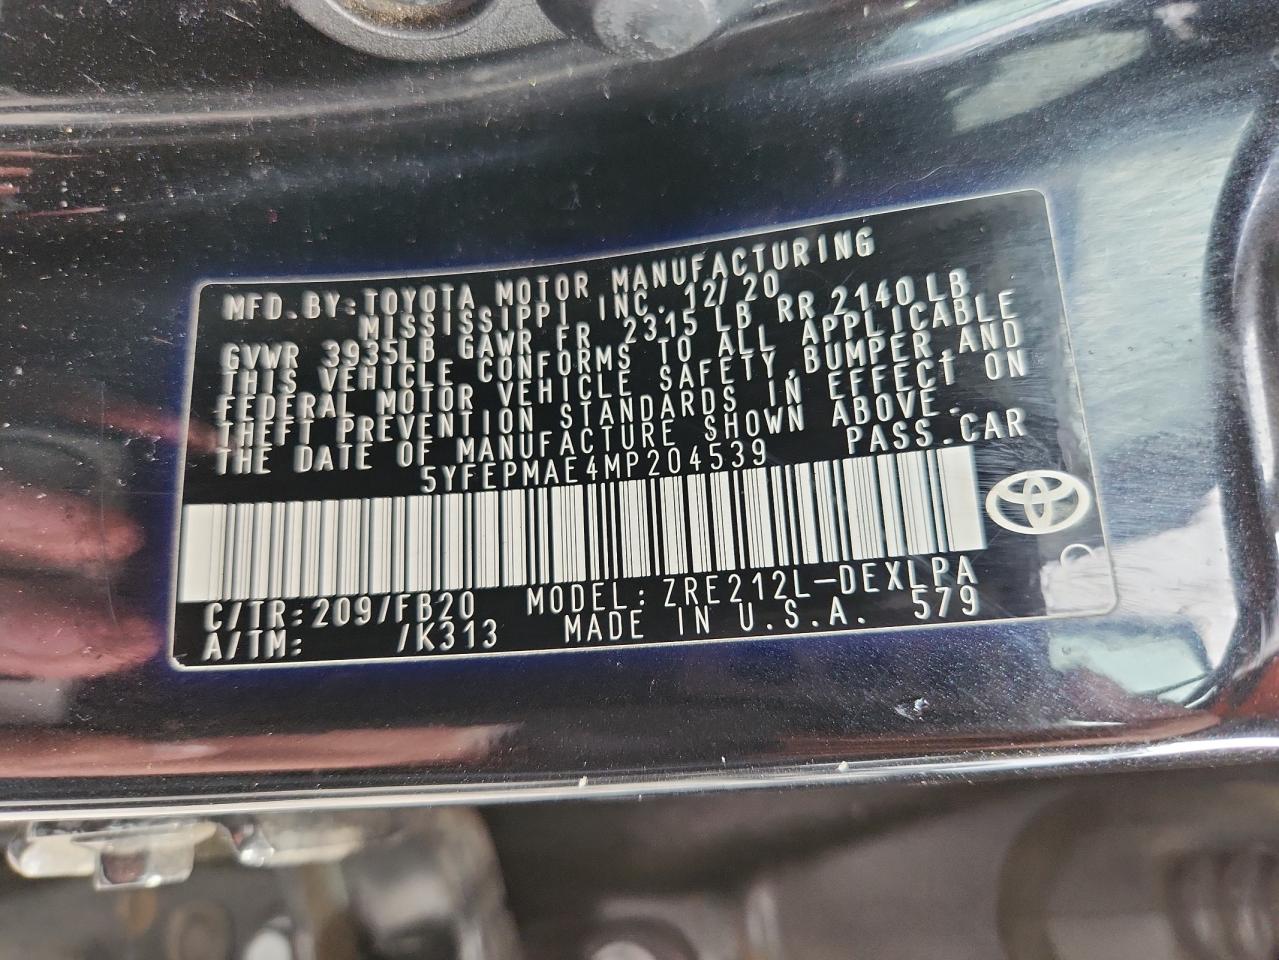 MFD. BY: TOYOTA MOTOR MANUFACTURING
MISSISSIPPI INC. 12/20
GVWR 3935LB GAWR FR 2315 LB RR 2140 LB
THIS VEHICLE CONFORMS TO ALL APPLICABLE
FEDERAL MOTOR VEHICLE SAFETY, BUMPER AND
THEFT PREVENTION STANDARDS IN EFFECT ON
THE DATE OF MANUFACTURE SHOWN ABOVE.
5YFEPMAE4MP204539 PASS. CAR
C/TR: 209/FB20 MODEL: ZRE212L-DEXLPA
A/TM: /K313 MADE IN U.S.A. 579